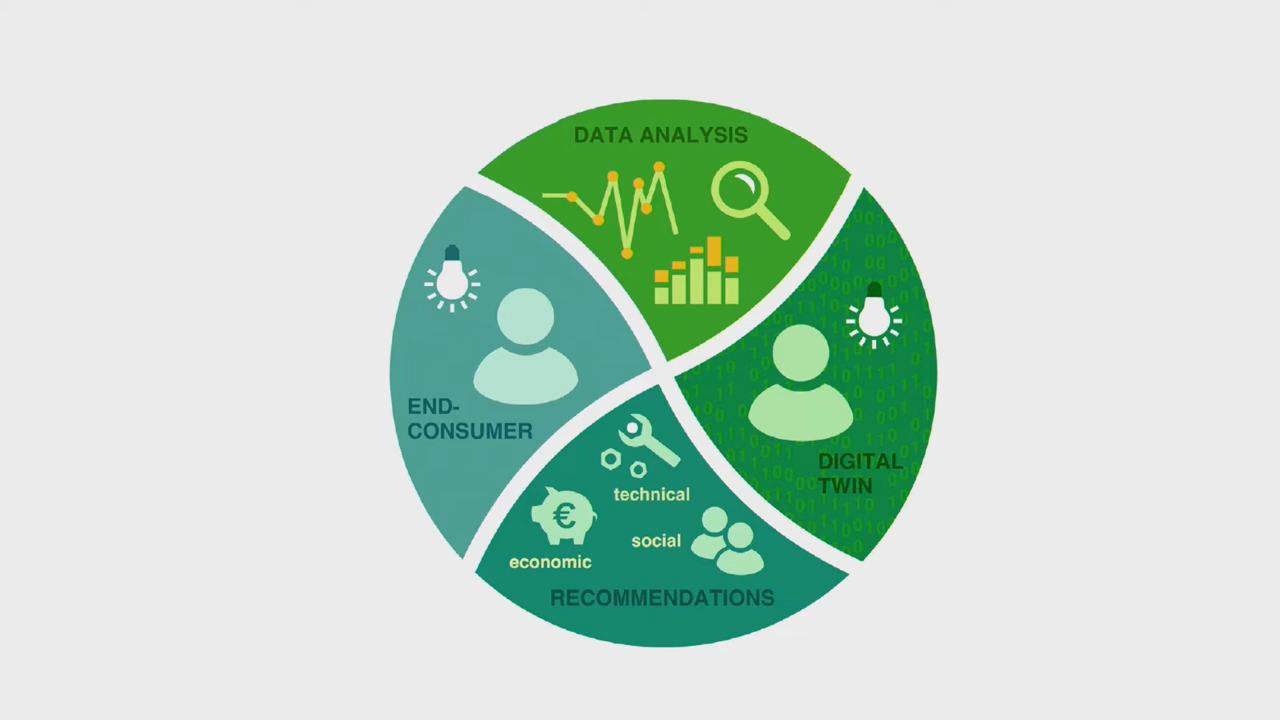 DATA ANALYSIS
END-
CONSUMER
DIGITAL
TWIN
technical
€
social
economic
RECOMMENDATIONS